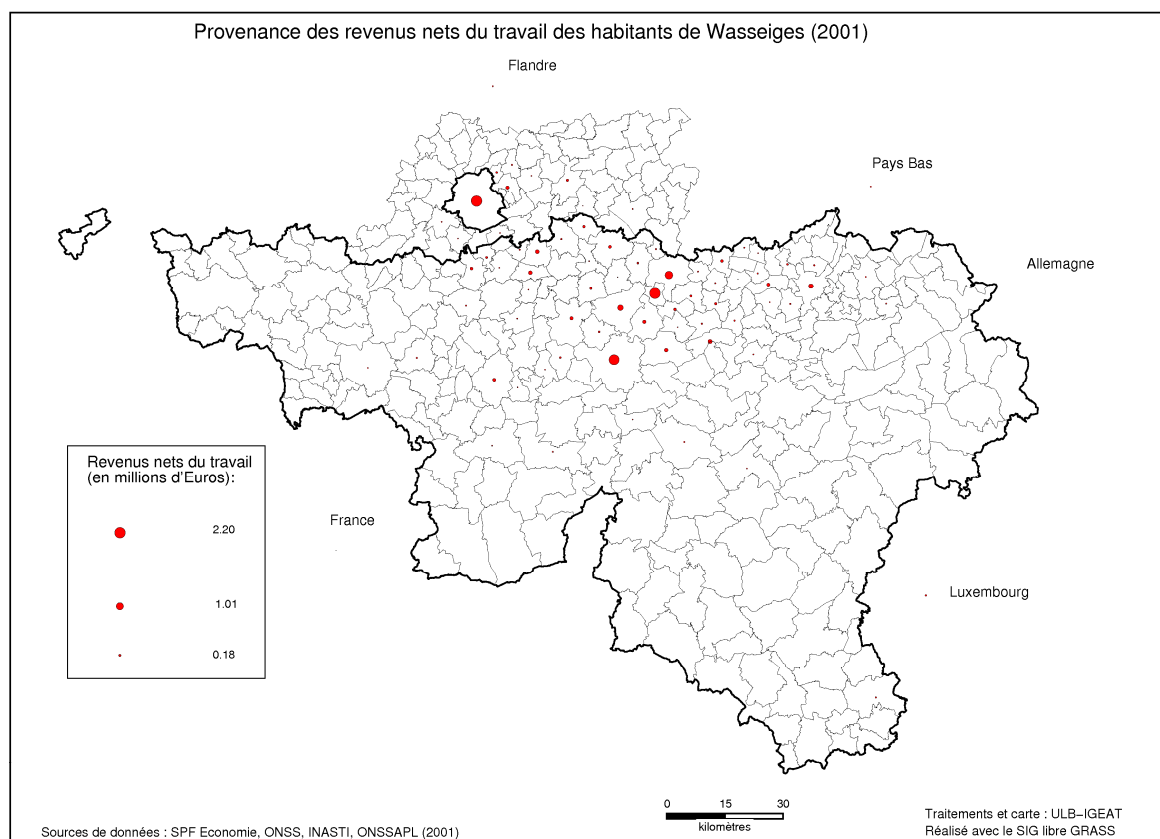 Provenance des revenus nets du travail des habitants de Wasseiges (2001)
Flandre
Pays Bas
Allemagne
Revenus nets du travail
(en millions d'Euros):
2.20
1.01
0.18
France
Luxembourg
0 15 30
kilomètres
Sources de données : SPF Economie, ONSS, INASTI, ONSSAPL (2001)
Traitements et carte : ULB-IGEAT
Réalisé avec le SIG libre GRASS